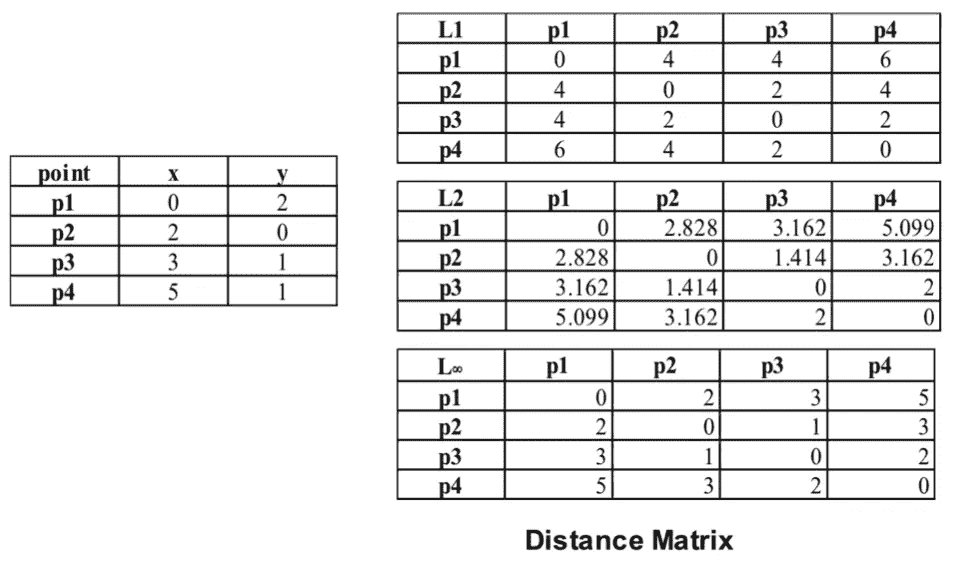 point x y
p1 0 2
p2 2 0
p3 3 1
p4 5 1
L1 p1 p2 p3 p4
p1 0 4 4 6
p2 4 0 2 4
p3 4 2 0 2
p4 6 4 2 0
L2 p1 p2 p3 p4
p1 0 2.828 3.162 5.099
p2 2.828 0 1.414 3.162
p3 3.162 1.414 0 2
p4 5.099 3.162 2 0
L∞ p1 p2 p3 p4
p1 0 2 3 5
p2 2 0 1 3
p3 3 1 0 2
p4 5 3 2 0
Distance Matrix